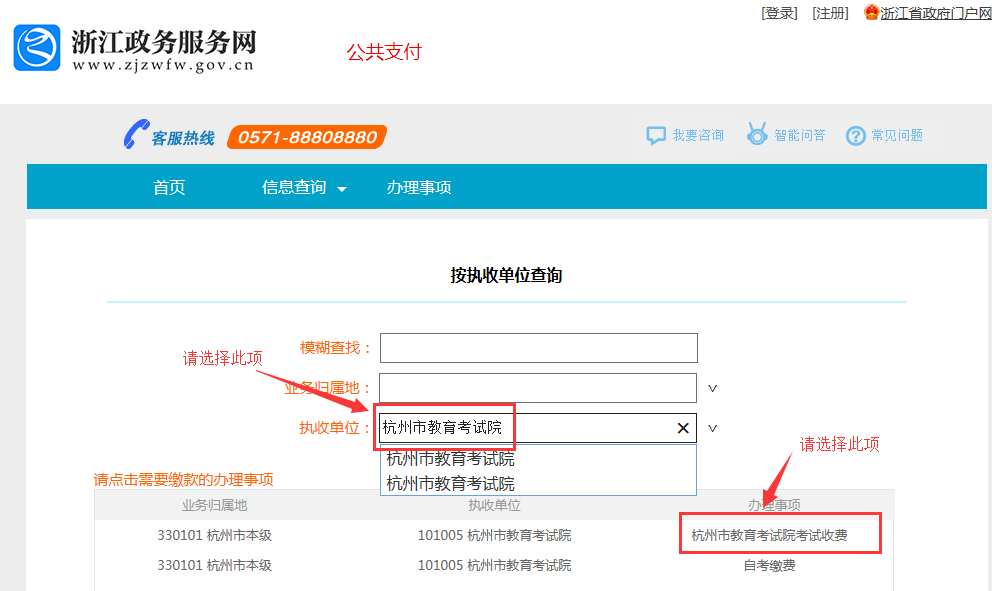 [登录] [注册] 浙江省政府门户网
浙江政务服务网
www.zjzwfw.gov.cn
公共支付
客服热线 0571-88808880 我要咨询 智能问答 常见问题
首页 信息查询 办理事项
按执收单位查询
模糊查找：
请选择此项
业务归属地：
执收单位： 杭州市教育考试院
请选择此项
杭州市教育考试院
杭州市教育考试院
请点击需要缴款的办理事项
业务归属地 执收单位 办理事项
330101 杭州市本级 101005 杭州市教育考试院 杭州市教育考试院考试收费
330101 杭州市本级 101005 杭州市教育考试院 自考缴费